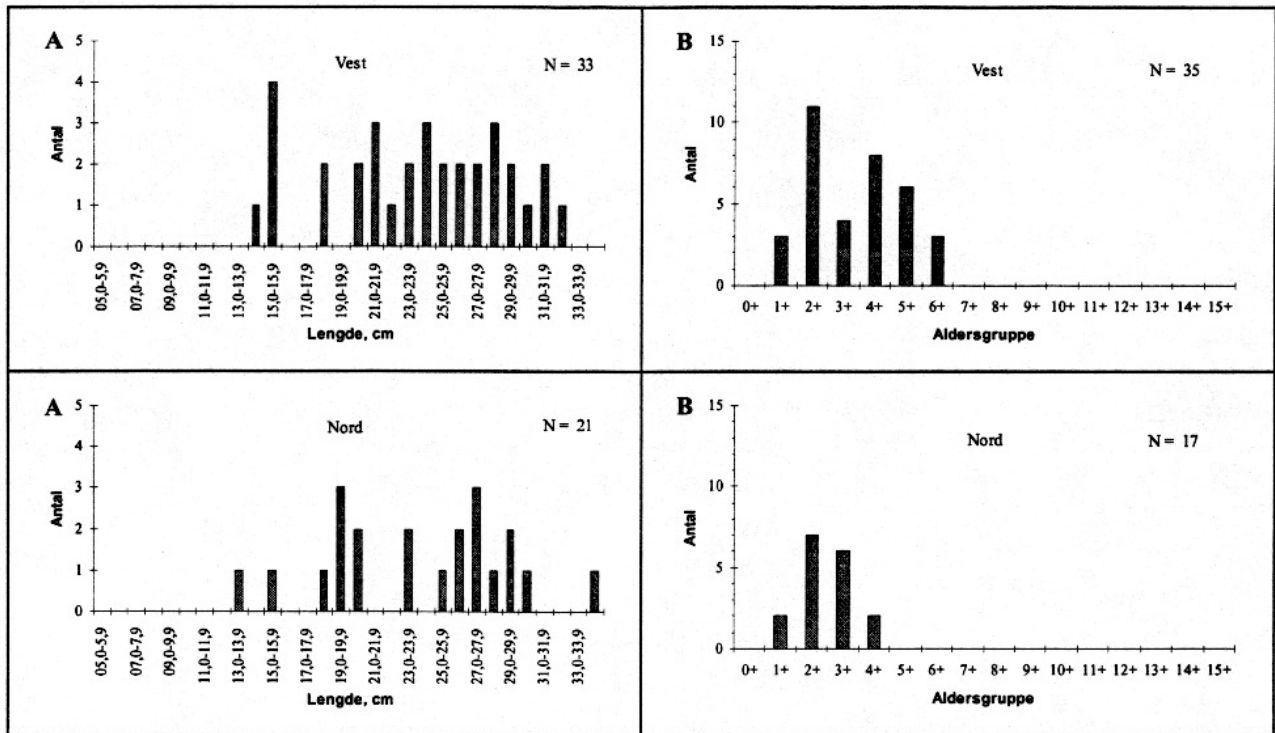 A
Vest
N = 33
Antal
5
4
3
2
1
0
05,0-5,9
07,0-7,9
09,0-9,9
11,0-11,9
13,0-13,9
15,0-15,9
17,0-17,9
19,0-19,9
21,0-21,9
23,0-23,9
25,0-25,9
27,0-27,9
29,0-29,9
31,0-31,9
33,0-33,9
Lengde, cm
B
Vest
N = 35
Antal
15
10
5
0
0+ 1+ 2+ 3+ 4+ 5+ 6+ 7+ 8+ 9+ 10+ 11+ 12+ 13+ 14+ 15+
Aldersgruppe
A
Nord
N = 21
Antal
5
4
3
2
1
0
05,0-5,9
07,0-7,9
09,0-9,9
11,0-11,9
13,0-13,9
15,0-15,9
17,0-17,9
19,0-19,9
21,0-21,9
23,0-23,9
25,0-29,9
27,0-27,9
29,0-29,9
31,0-31,9
33,0-33,9
Lengde, cm
B
Nord
N = 17
Antal
15
10
5
0
0+ 1+ 2+ 3+ 4+ 5+ 6+ 7+ 8+ 9+ 10+ 11+ 12+ 13+ 14+ 15+
Aldersgruppe